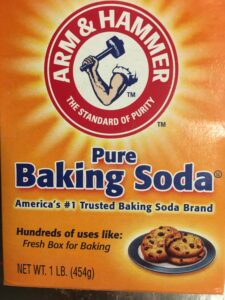 ARM & HAMMER
THE STANDARD OF PURITY
TM
TM
Pure
Baking Soda®
America's #1 Trusted Baking Soda Brand
Hundreds of uses like:
Fresh Box for Baking
NET WT. 1 LB. (454g)